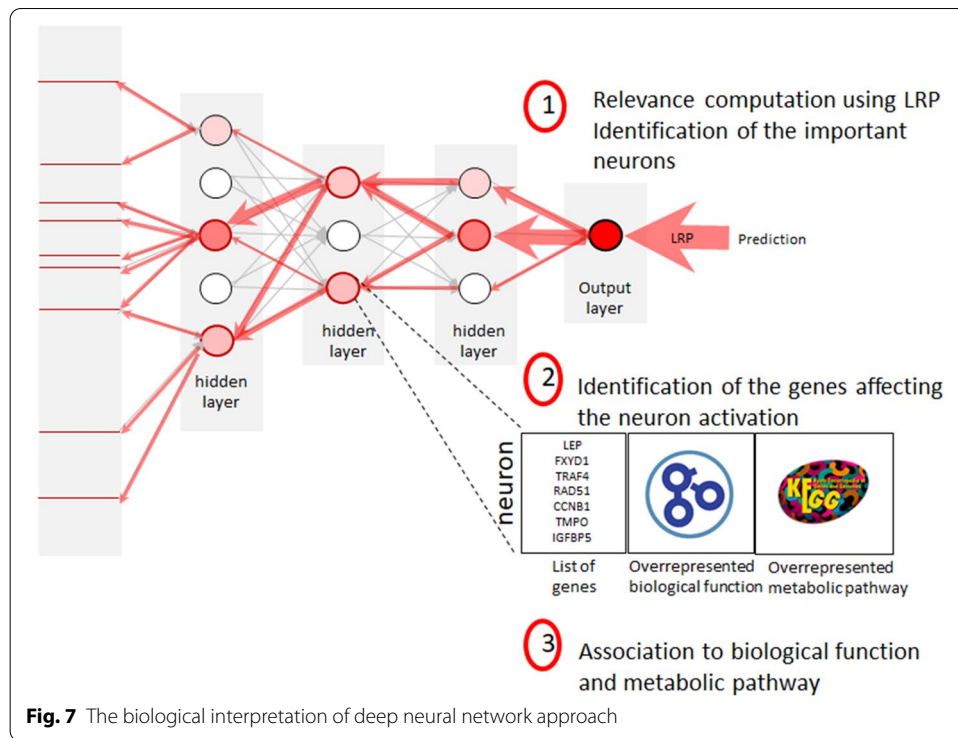 1
Relevance computation using LRP
Identification of the important
neurons
LRP
Prediction
Output
layer
hidden
layer
hidden
layer
hidden
layer
2
Identification of the genes affecting
the neuron activation
neuron
LEP
FXYD1
TRAF4
RAD51
CCNB1
TMPO
IGFBP5
KEGG
List of
genes
Overrepresented
biological function
Overrepresented
metabolic pathway
3
Association to biological function
and metabolic pathway
Fig. 7 The biological interpretation of deep neural network approach